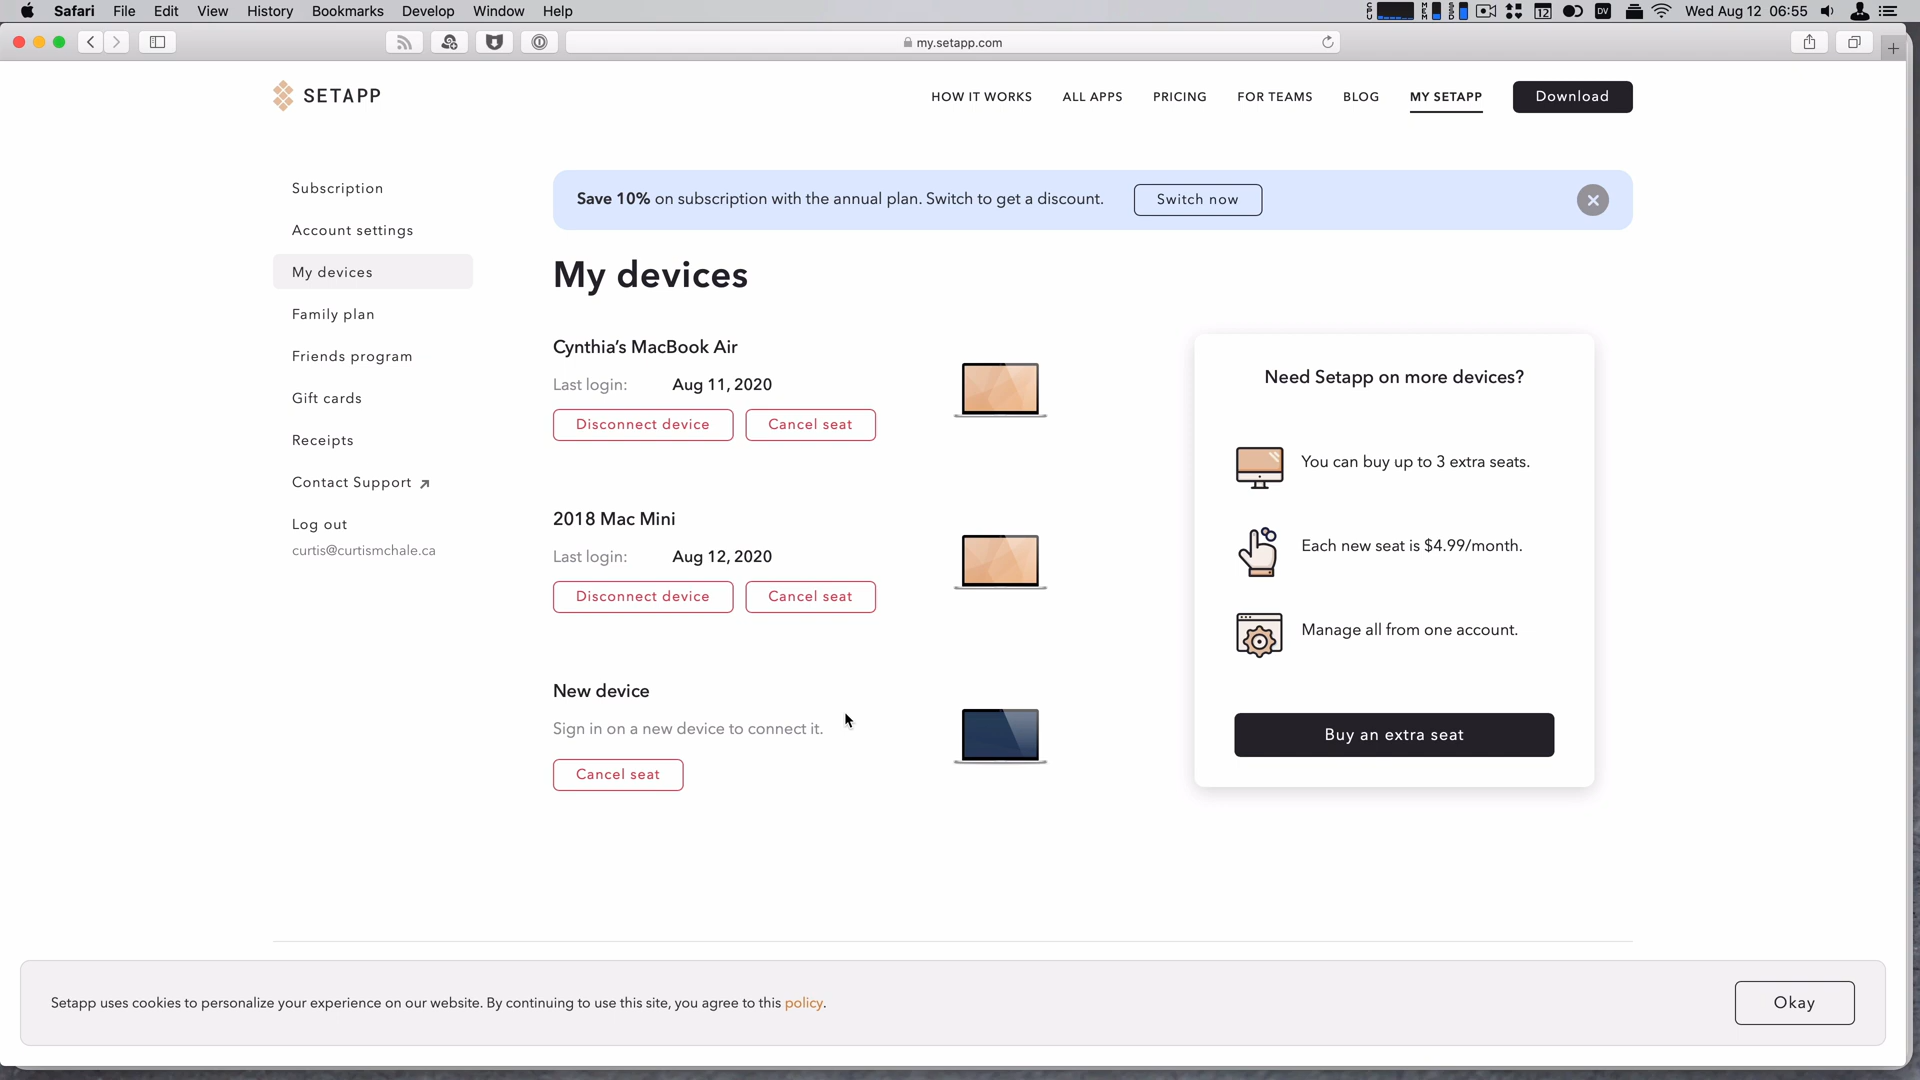 Safari File Edit View History Bookmarks Develop Window Help
CPU MEM SSD 12 DV Wed Aug 12 06:55
my.setapp.com
SETAPP
HOW IT WORKS ALL APPS PRICING FOR TEAMS BLOG MY SETAPP Download
Subscription
Account settings
My devices
Family plan
Friends program
Gift cards
Receipts
Contact Support
Log out
curtis@curtismchale.ca
Save 10% on subscription with the annual plan. Switch to get a discount. Switch now
My devices
Cynthia’s MacBook Air
Last login: Aug 11, 2020
Disconnect device Cancel seat
2018 Mac Mini
Last login: Aug 12, 2020
Disconnect device Cancel seat
New device
Sign in on a new device to connect it.
Cancel seat
Need Setapp on more devices?
You can buy up to 3 extra seats.
Each new seat is $4.99/month.
Manage all from one account.
Buy an extra seat
Setapp uses cookies to personalize your experience on our website. By continuing to use this site, you agree to this policy.
Okay